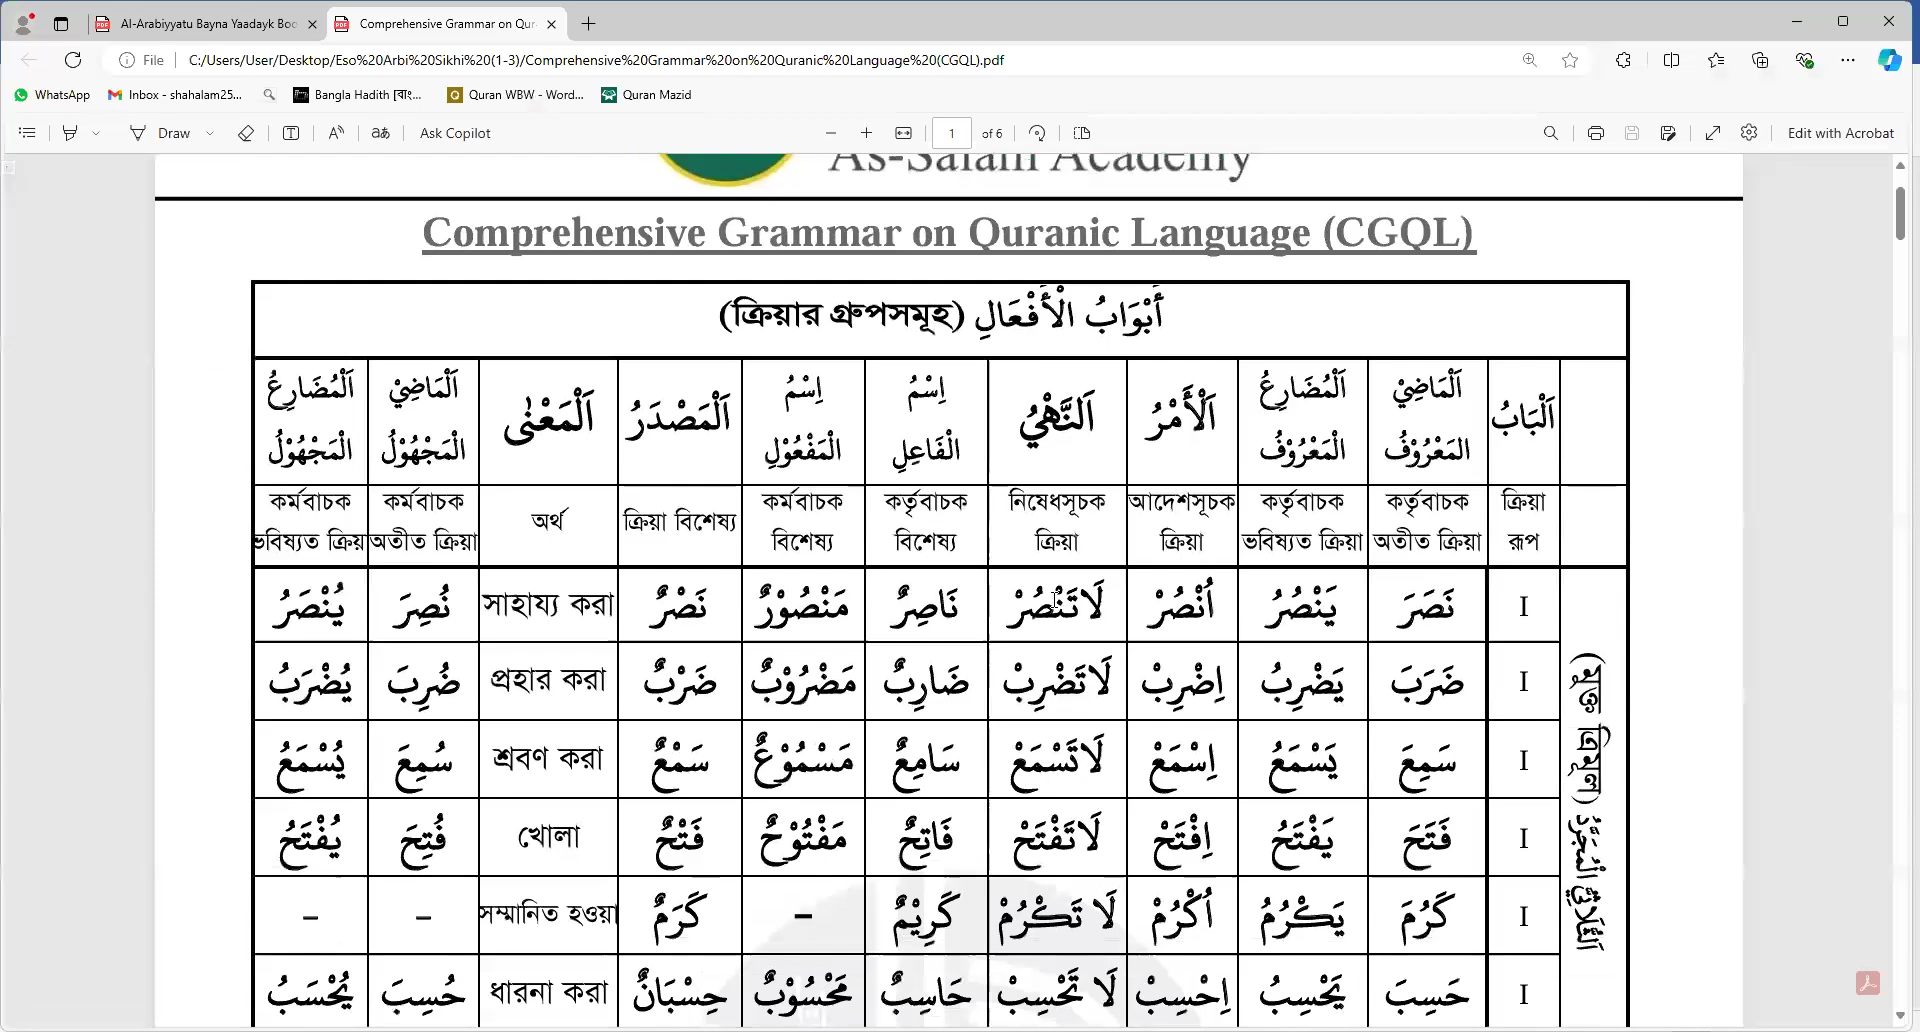 Al-Arabiyyatu Bayna Yaadayk Boo
Comprehensive Grammar on Qur
File
C:/Users/User/Desktop/Eso%20Arbi%20Sikhi%20(1-3)/Comprehensive%20Grammar%20on%20Quranic%20Language%20(CGQL).pdf
WhatsApp
Inbox - shahalam25...
Bangla Hadith [বাং...
Quran WBW - Word...
Quran Mazid
Draw
Ask Copilot
1 of 6
Edit with Acrobat
As-Salam Academy
Comprehensive Grammar on Quranic Language (CGQL)
أَبْوَابُ الْأَفْعَالِ (ক্রিয়ার গ্রুপসমূহ)
اَلْبَابُ اَلْمَاضِيْ الْمَعْرُوْفُ اَلْمُضَارِعُ الْمَعْرُوْفُ اَلْأَمْرُ اَلنَّهْيُ اِسْمُ الْفَاعِلِ اِسْمُ الْمَفْعُوْلِ اَلْمَصْدَرُ اَلْمَعْنٰى اَلْمَاضِيْ الْمَجْهُوْلُ اَلْمُضَارِعُ الْمَجْهُوْلُ
ক্রিয়া রূপ কর্তৃবাচক অতীত ক্রিয়া কর্তৃবাচক ভবিষ্যত ক্রিয়া আদেশসূচক ক্রিয়া নিষেধসূচক ক্রিয়া কর্তৃবাচক বিশেষ্য কর্মবাচক বিশেষ্য ক্রিয়া বিশেষ্য অর্থ কর্মবাচক অতীত ক্রিয়া কর্মবাচক ভবিষ্যত ক্রিয়া
اَلثُّلَاثِيُّ الْمُجَرَّدُ (মুক্ত ত্রিমূল)
I نَصَرَ يَنْصُرُ اُنْصُرْ لَاتَنْصُرْ نَاصِرٌ مَنْصُوْرٌ نَصْرٌ সাহায্য করা نُصِرَ يُنْصَرُ
I ضَرَبَ يَضْرِبُ اِضْرِبْ لَاتَضْرِبْ ضَارِبٌ مَضْرُوْبٌ ضَرْبٌ প্রহার করা ضُرِبَ يُضْرَبُ
I سَمِعَ يَسْمَعُ اِسْمَعْ لَاتَسْمَعْ سَامِعٌ مَسْمُوْعٌ سَمْعٌ শ্রবণ করা سُمِعَ يُسْمَعُ
I فَتَحَ يَفْتَحُ اِفْتَحْ لَاتَفْتَحْ فَاتِحٌ مَفْتُوْحٌ فَتْحٌ খোলা فُتِحَ يُفْتَحُ
I كَرُمَ يَكْرُمُ اُكْرُمْ لَا تَكْرُمْ كَرِيْمٌ – كَرَمٌ সম্মানিত হওয়া – –
I حَسِبَ يَحْسِبُ اِحْسِبْ لَا تَحْسِبْ حَاسِبٌ مَحْسُوْبٌ حِسْبَانٌ ধারনা করা حُسِبَ يُحْسَبُ